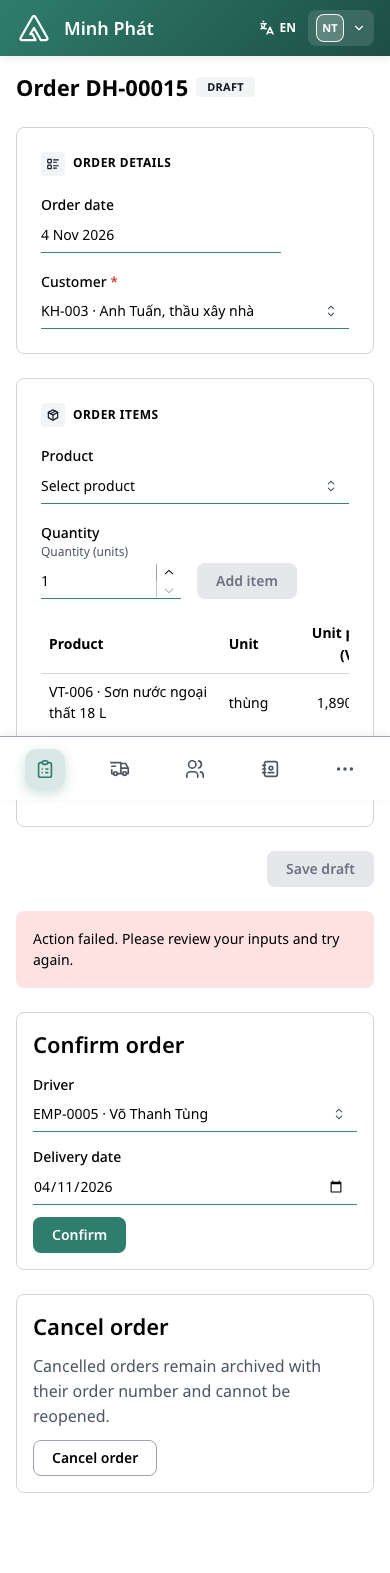 Minh Phát
EN
NT
Order DH-00015
DRAFT
ORDER DETAILS
Order date
4 Nov 2026
Customer *
KH-003 · Anh Tuấn, thầu xây nhà
ORDER ITEMS
Product
Select product
Quantity
Quantity (units)
1
Add item
Product
Unit
Unit
VT-006 · Sơn nước ngoại
thất 18 L
thùng
1,890
Save draft
Action failed. Please review your inputs and try
again.
Confirm order
Driver
EMP-0005 · Võ Thanh Tùng
Delivery date
04/11/2026
Confirm
Cancel order
Cancelled orders remain archived with
their order number and cannot be
reopened.
Cancel order